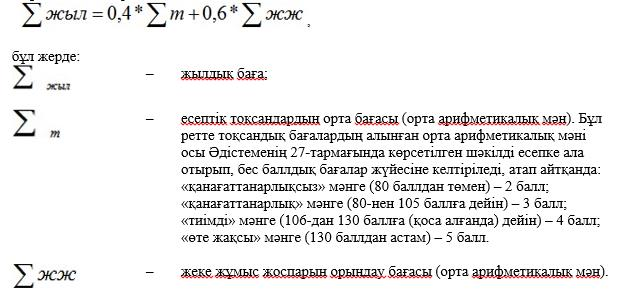 ∑ жыл = 0,4* ∑ т + 0,6* ∑ жж ,
бұл жерде:
∑ жыл – жылдық баға;
∑ т – есептік тоқсандардың орта бағасы (орта арифметикалық мән). Бұл
ретте тоқсандық бағалардың алынған орта арифметикалық мәні
осы Әдістеменің 27-тармағында көрсетілген шәкілді есепке ала
отырып, бес баллдық бағалар жүйесіне келтіріледі, атап айтқанда:
«қанағаттанарлықсыз» мәнге (80 баллдан төмен) – 2 балл;
«қанағаттанарлық» мәнге (80-нен 105 баллға дейін) – 3 балл;
«тиімді» мәнге (106-дан 130 баллға (қоса алғанда) дейін) – 4 балл;
«өте жақсы» мәнге (130 баллдан астам) – 5 балл.
∑ жж – жеке жұмыс жоспарын орындау бағасы (орта арифметикалық мән).